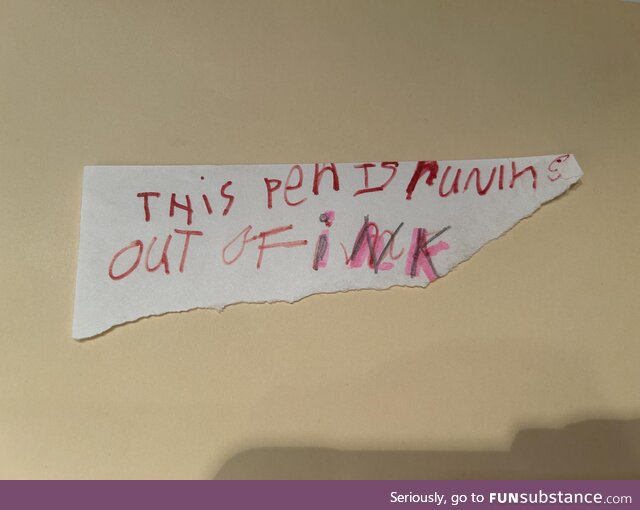 THiS Pen IS RUNING
OUT OF iNK
Seriously, go to FUNsubstance.com